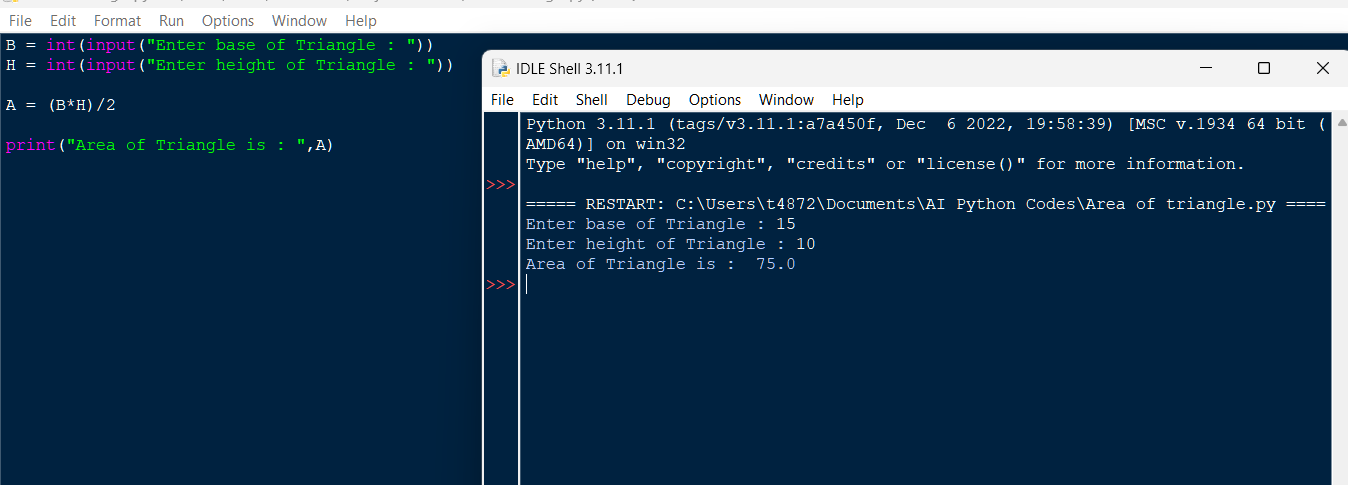 File Edit Format Run Options Window Help
B = int(input("Enter base of Triangle : "))
H = int(input("Enter height of Triangle : "))
A = (B*H)/2
print("Area of Triangle is : ",A)
IDLE Shell 3.11.1
File Edit Shell Debug Options Window Help
Python 3.11.1 (tags/v3.11.1:a7a450f, Dec  6 2022, 19:58:39) [MSC v.1934 64 bit (
AMD64)] on win32
Type "help", "copyright", "credits" or "license()" for more information.
>>>
===== RESTART: C:\Users\t4872\Documents\AI Python Codes\Area of triangle.py ====
Enter base of Triangle : 15
Enter height of Triangle : 10
Area of Triangle is :  75.0
>>>